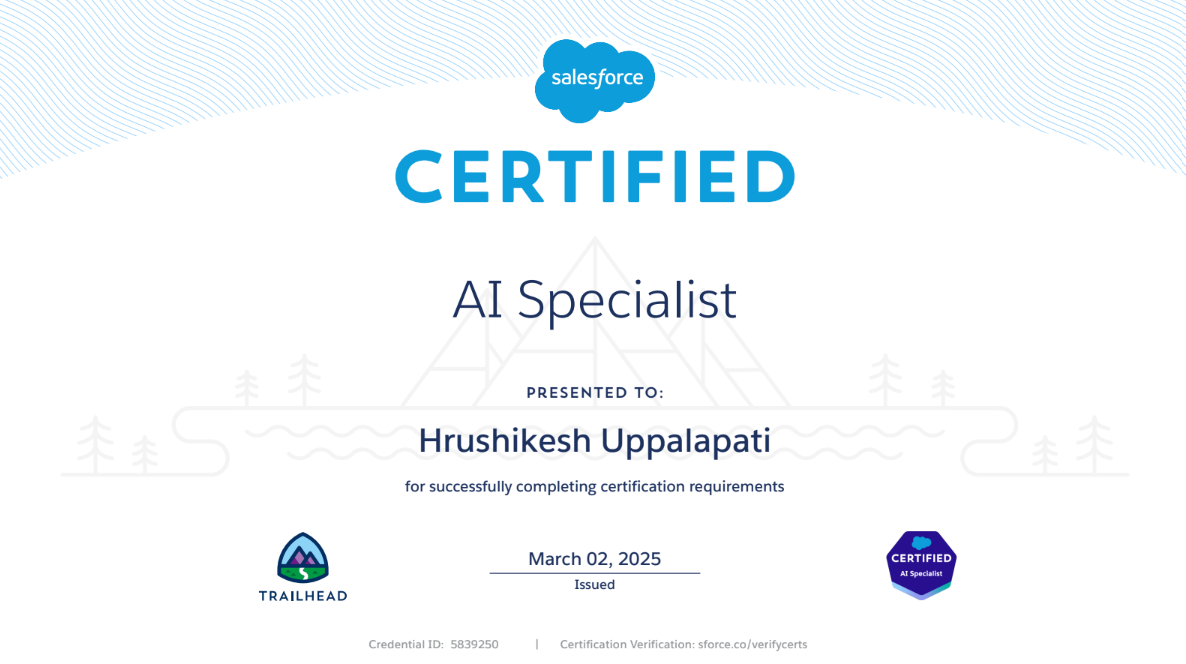 salesforce
CERTIFIED
AI Specialist
PRESENTED TO:
Hrushikesh Uppalapati
for successfully completing certification requirements
TRAILHEAD
March 02, 2025
Issued
CERTIFIED
AI Specialist
Credential ID: 5839250 | Certification Verification: sforce.co/verifycerts